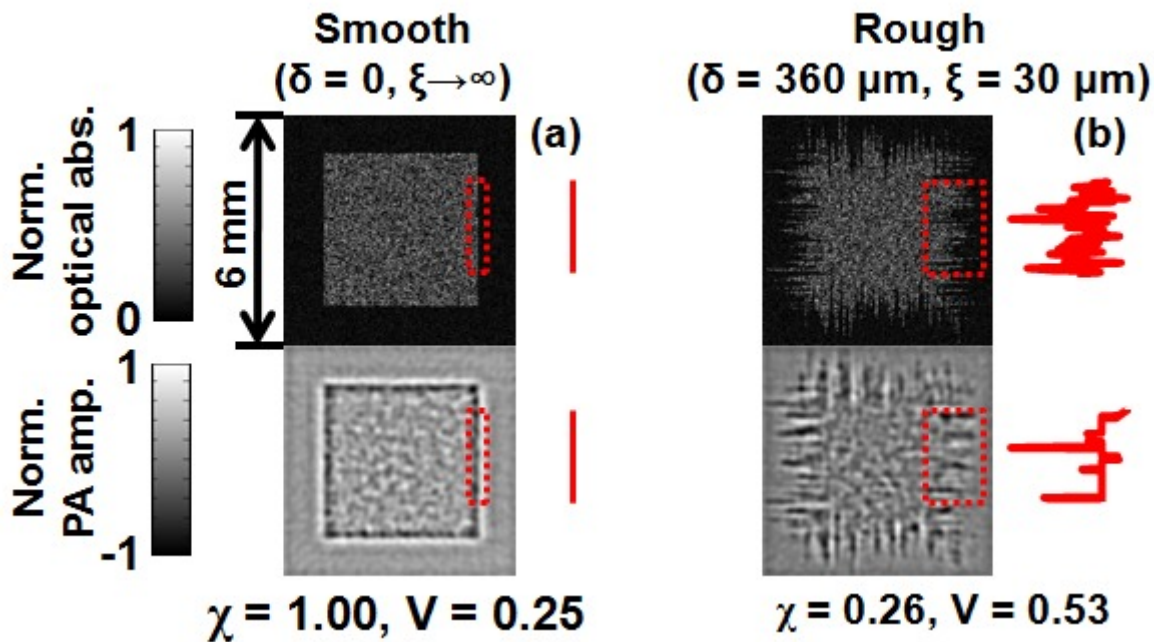 Smooth
(δ = 0, ξ→∞)
Rough
(δ = 360 µm, ξ = 30 µm)
Norm.
optical abs.
1
0
6 mm
(a)
(b)
Norm.
PA amp.
1
-1
χ = 1.00, V = 0.25
χ = 0.26, V = 0.53